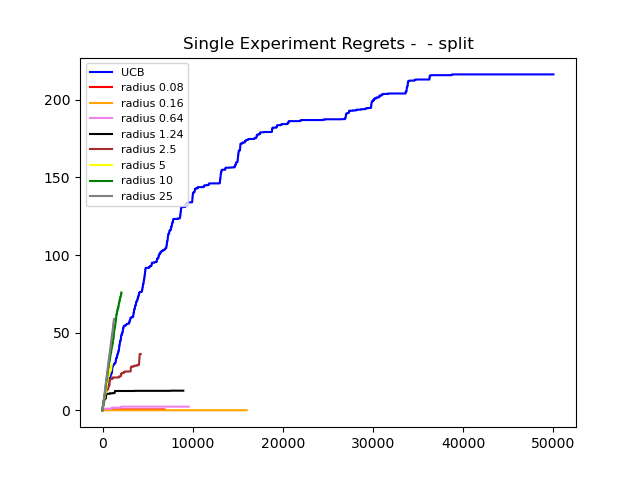 Single Experiment Regrets -  - split
UCB
radius 0.08
radius 0.16
radius 0.64
radius 1.24
radius 2.5
radius 5
radius 10
radius 25
200
150
100
50
0
0 10000 20000 30000 40000 50000